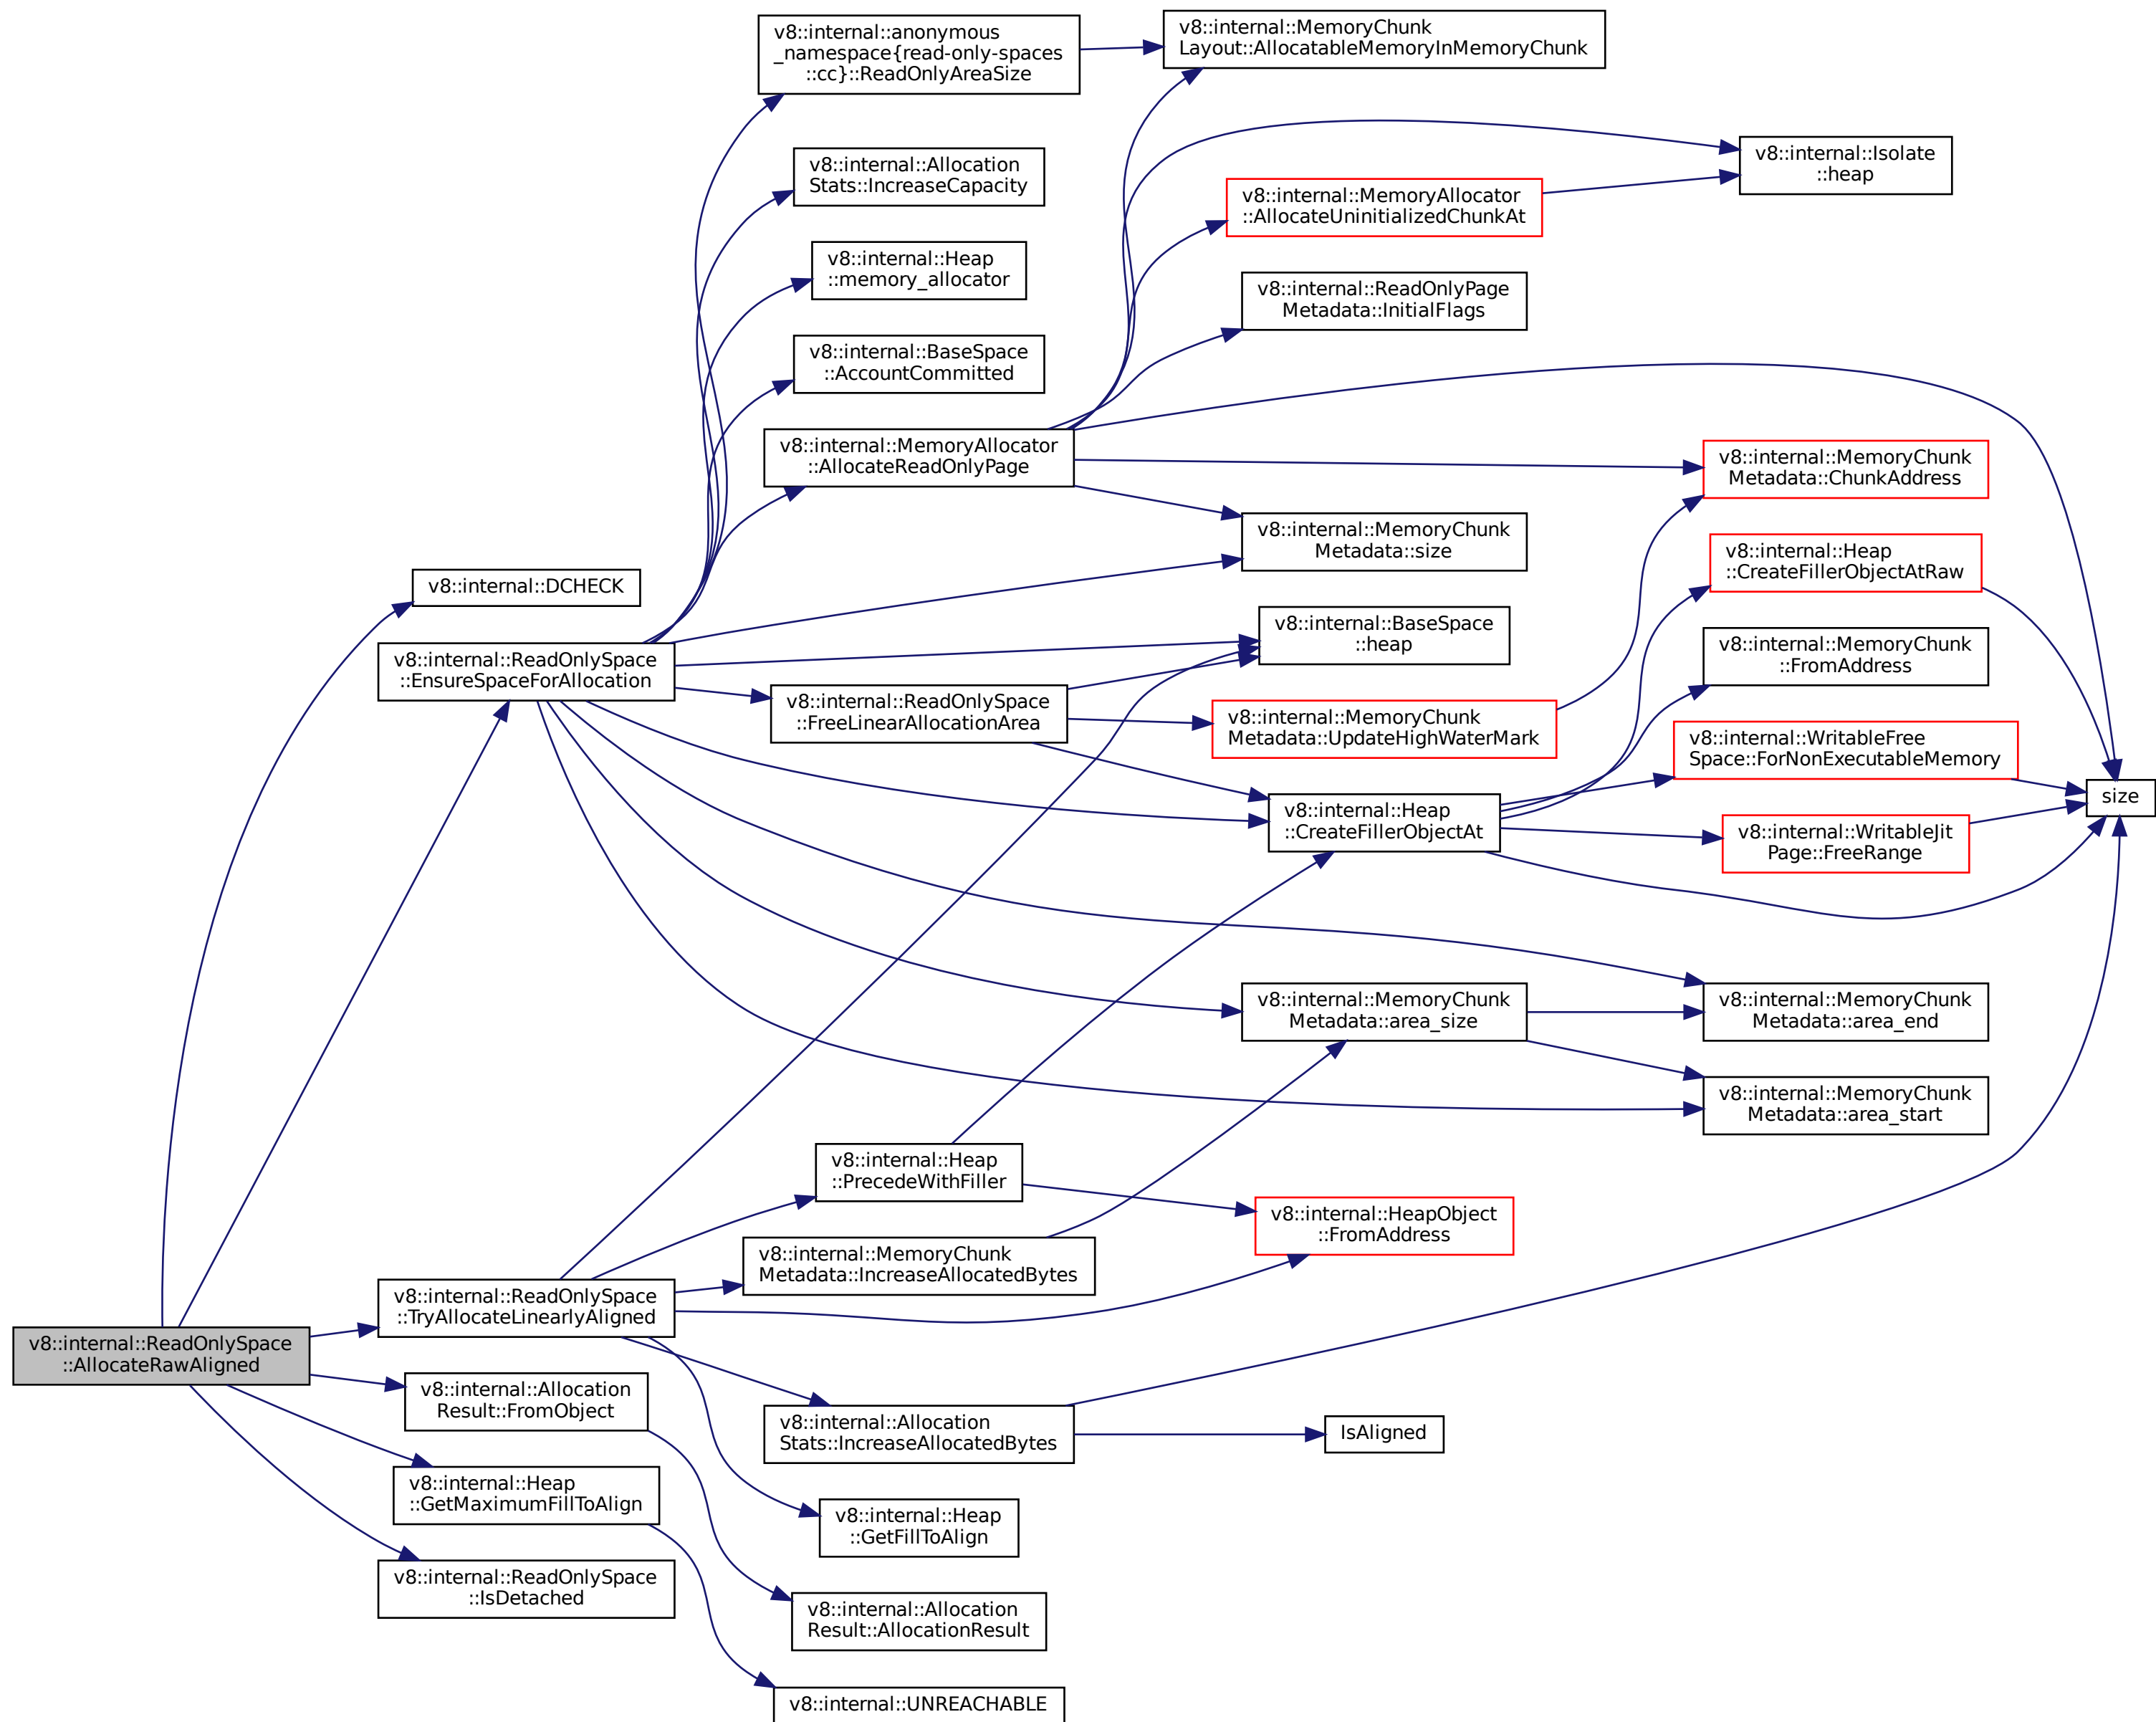 v8::internal::ReadOnlySpace
::AllocateRawAligned
v8::internal::DCHECK
v8::internal::ReadOnlySpace
::EnsureSpaceForAllocation
v8::internal::ReadOnlySpace
::TryAllocateLinearlyAligned
v8::internal::Allocation
Result::FromObject
v8::internal::Heap
::GetMaximumFillToAlign
v8::internal::ReadOnlySpace
::IsDetached
v8::internal::anonymous
_namespace{read-only-spaces
::cc}::ReadOnlyAreaSize
v8::internal::Allocation
Stats::IncreaseCapacity
v8::internal::Heap
::memory_allocator
v8::internal::BaseSpace
::AccountCommitted
v8::internal::MemoryAllocator
::AllocateReadOnlyPage
v8::internal::ReadOnlySpace
::FreeLinearAllocationArea
v8::internal::Heap
::PrecedeWithFiller
v8::internal::MemoryChunk
Metadata::IncreaseAllocatedBytes
v8::internal::Allocation
Stats::IncreaseAllocatedBytes
v8::internal::Heap
::GetFillToAlign
v8::internal::Allocation
Result::AllocationResult
v8::internal::UNREACHABLE
v8::internal::MemoryChunk
Layout::AllocatableMemoryInMemoryChunk
v8::internal::MemoryAllocator
::AllocateUninitializedChunkAt
v8::internal::ReadOnlyPage
Metadata::InitialFlags
v8::internal::MemoryChunk
Metadata::size
v8::internal::BaseSpace
::heap
v8::internal::MemoryChunk
Metadata::UpdateHighWaterMark
v8::internal::Heap
::CreateFillerObjectAt
v8::internal::MemoryChunk
Metadata::area_size
v8::internal::HeapObject
::FromAddress
IsAligned
v8::internal::Isolate
::heap
v8::internal::MemoryChunk
Metadata::ChunkAddress
v8::internal::Heap
::CreateFillerObjectAtRaw
v8::internal::MemoryChunk
::FromAddress
v8::internal::WritableFree
Space::ForNonExecutableMemory
v8::internal::WritableJit
Page::FreeRange
v8::internal::MemoryChunk
Metadata::area_end
v8::internal::MemoryChunk
Metadata::area_start
size